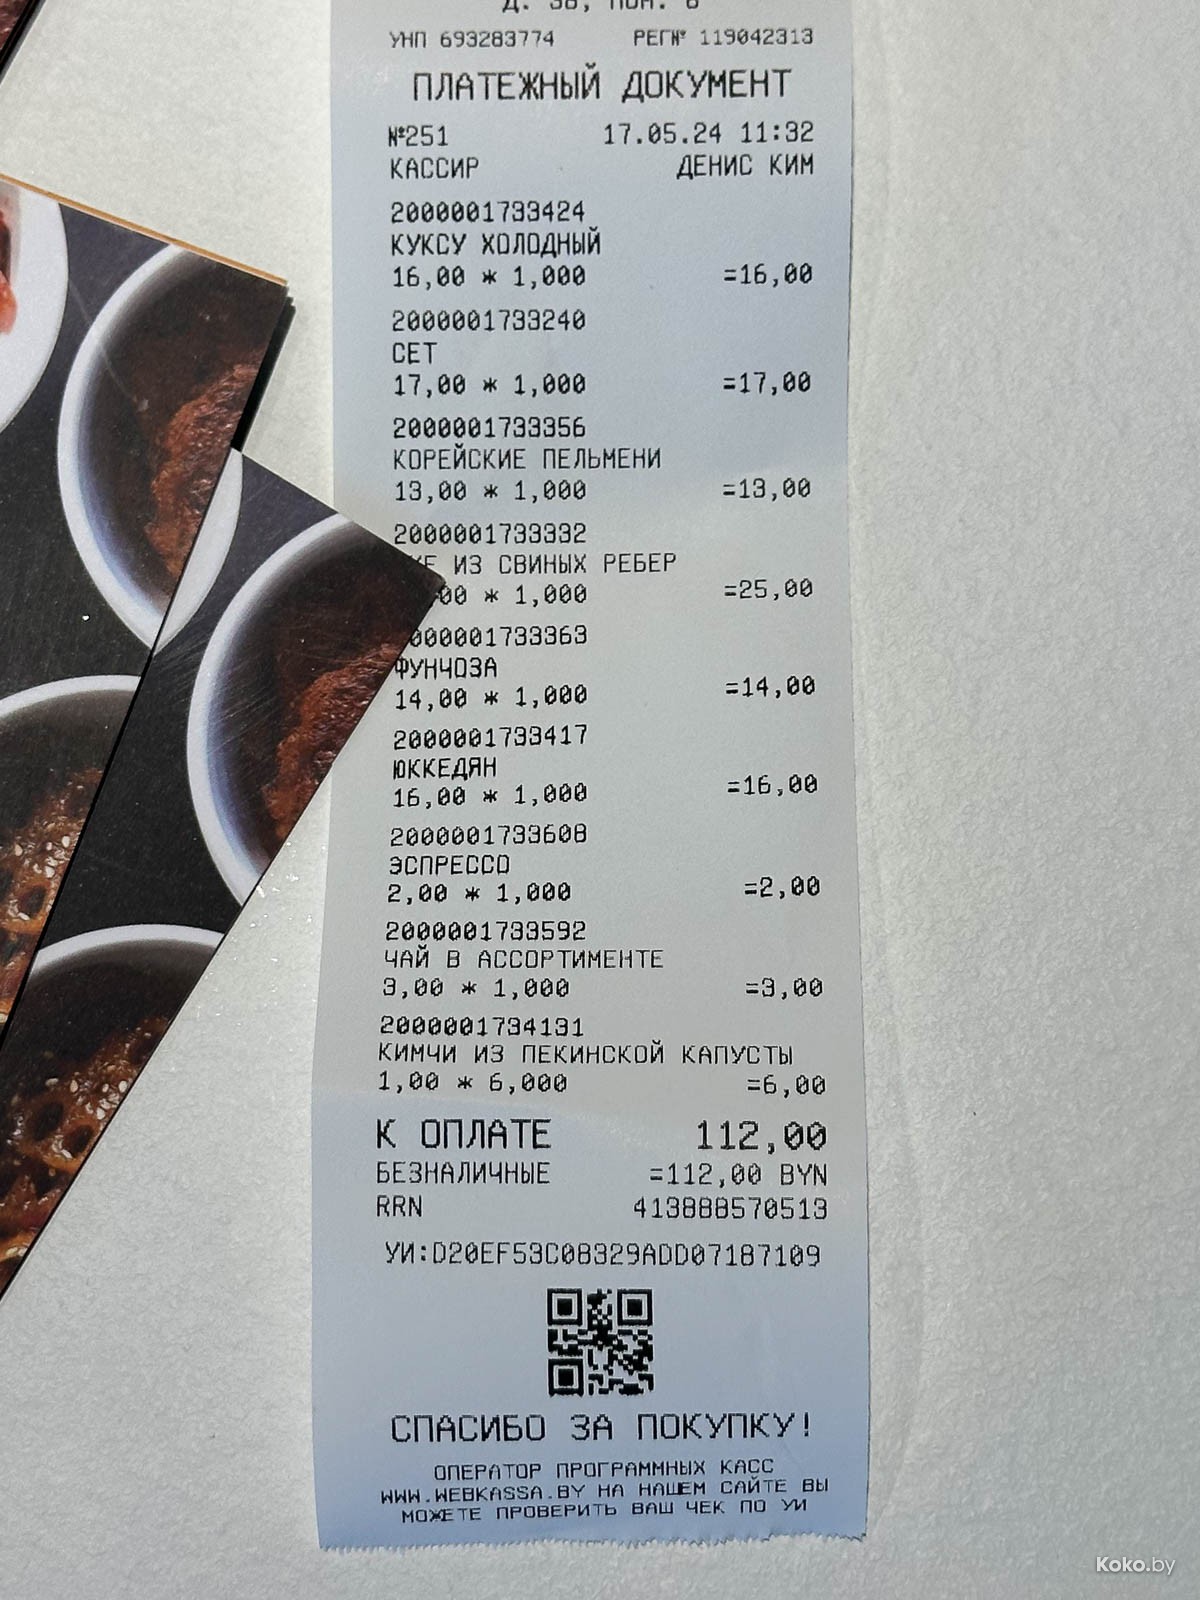 Д. 38, ПОМ. 6
УНП 693283774 РЕГ№ 119042313
ПЛАТЕЖНЫЙ ДОКУМЕНТ
№251 17.05.24 11:32
КАССИР ДЕНИС КИМ
2000001733424
КУКСУ ХОЛОДНЫЙ
16,00 * 1,000 =16,00
2000001733240
СЕТ
17,00 * 1,000 =17,00
2000001733356
КОРЕЙСКИЕ ПЕЛЬМЕНИ
13,00 * 1,000 =13,00
2000001733332
ИЗ СВИНЫХ РЕБЕР
00 * 1,000 =25,00
000001733363
ФУНЧОЗА
14,00 * 1,000 =14,00
2000001733417
ЮККЕДЯН
16,00 * 1,000 =16,00
2000001733608
ЭСПРЕССО
2,00 * 1,000 =2,00
2000001733592
ЧАЙ В АССОРТИМЕНТЕ
3,00 * 1,000 =3,00
2000001734131
КИМЧИ ИЗ ПЕКИНСКОЙ КАПУСТЫ
1,00 * 6,000 =6,00
К ОПЛАТЕ 112,00
БЕЗНАЛИЧНЫЕ =112,00 BYN
RRN 413888570513
УИ:D20EF53C08329ADD07187109
СПАСИБО ЗА ПОКУПКУ!
ОПЕРАТОР ПРОГРАММНЫХ КАСС
WWW.WEBKASSA.BY НА НАШЕМ САЙТЕ ВЫ
МОЖЕТЕ ПРОВЕРИТЬ ВАШ ЧЕК ПО УИ
Koko.by